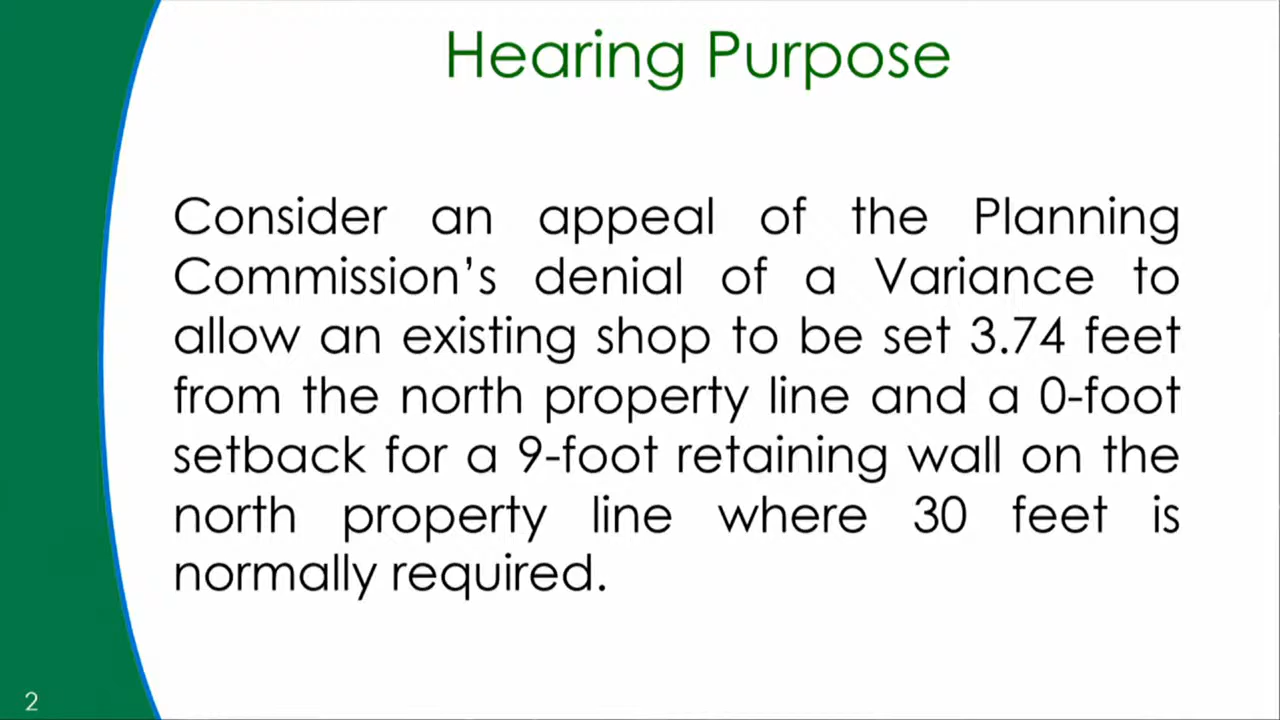 Hearing Purpose
Consider an appeal of the Planning
Commission’s denial of a Variance to
allow an existing shop to be set 3.74 feet
from the north property line and a 0-foot
setback for a 9-foot retaining wall on the
north property line where 30 feet is
normally required.
2